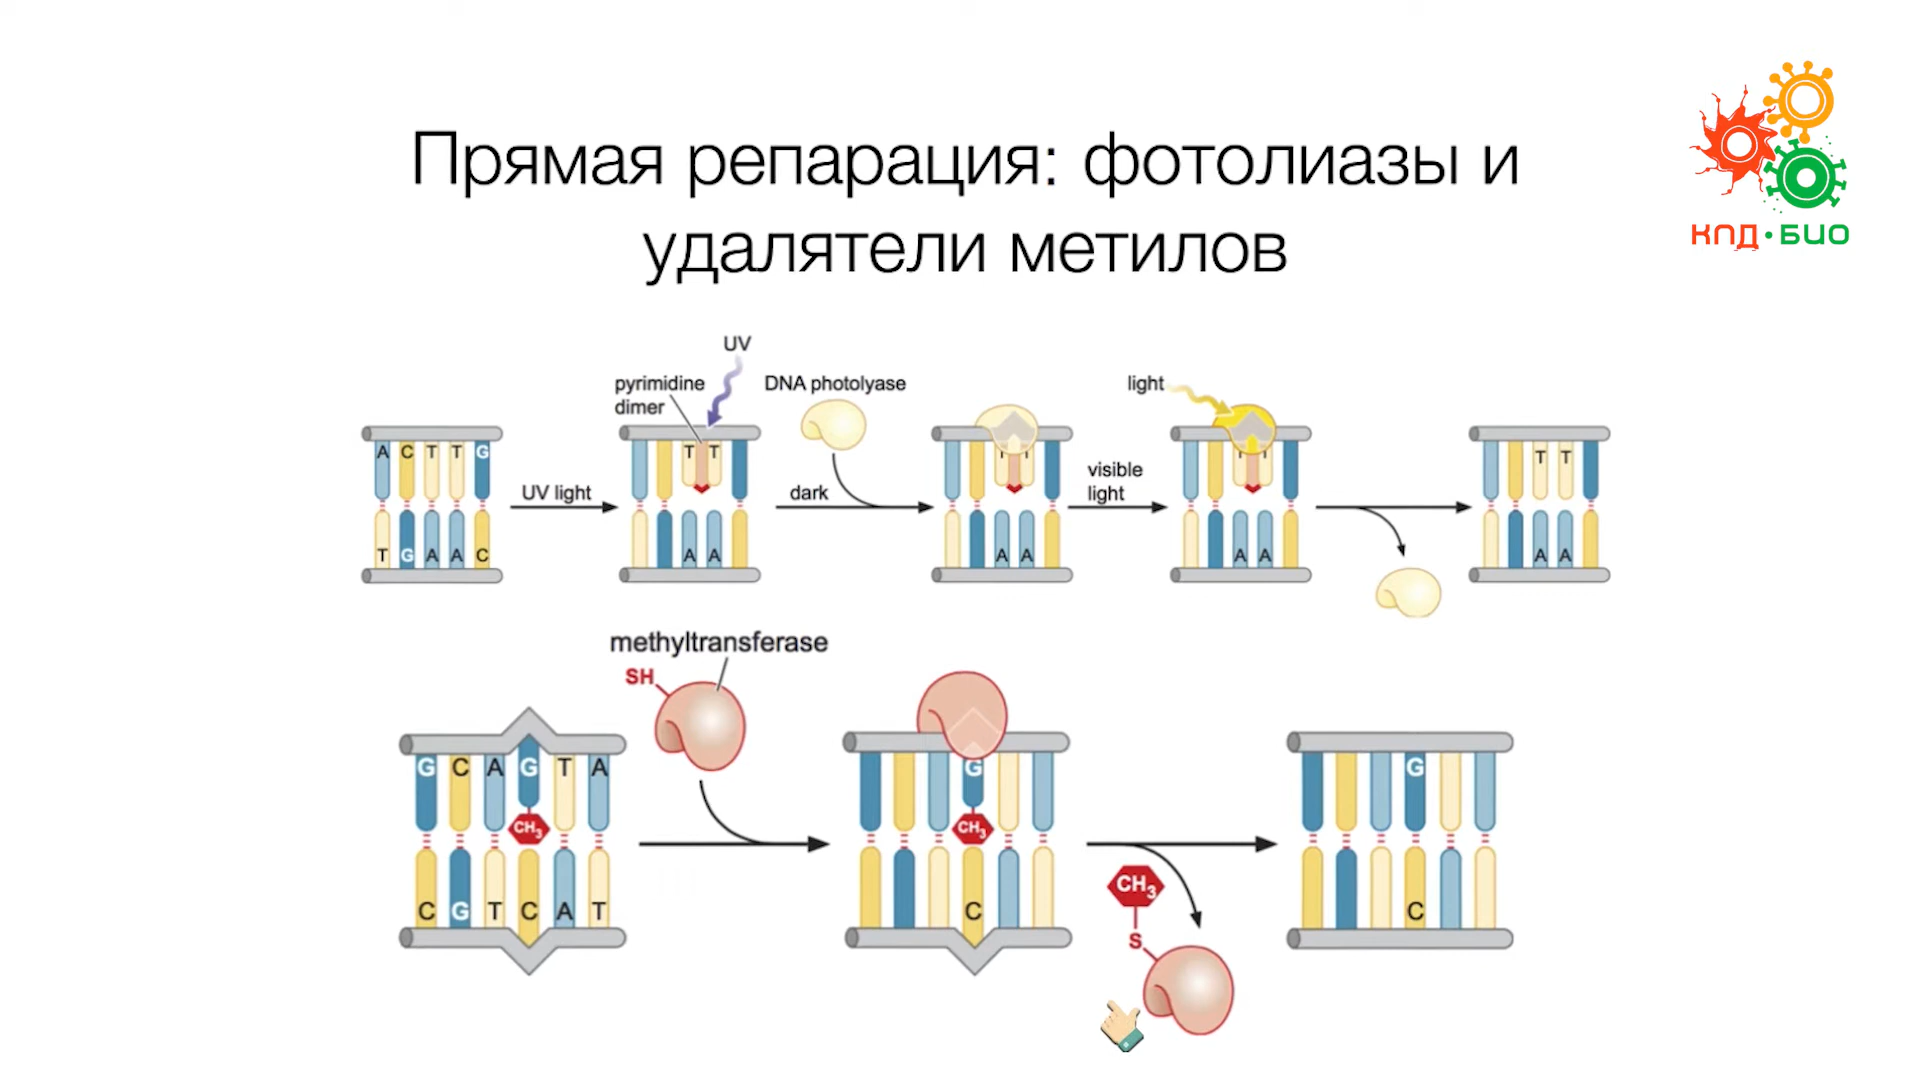 Прямая репарация: фотолиазы и
удалятели метилов
КПД•БИО
UV
pyrimidine
dimer
DNA photolyase
light
A C T T G
T G A A C
UV light
T T
A A
dark
T T
A A
visible
light
T T
A A
T T
A A
methyltransferase
SH
G C A G T A
CH3
C G T C A T
G
CH3
C
CH3
S
G
C